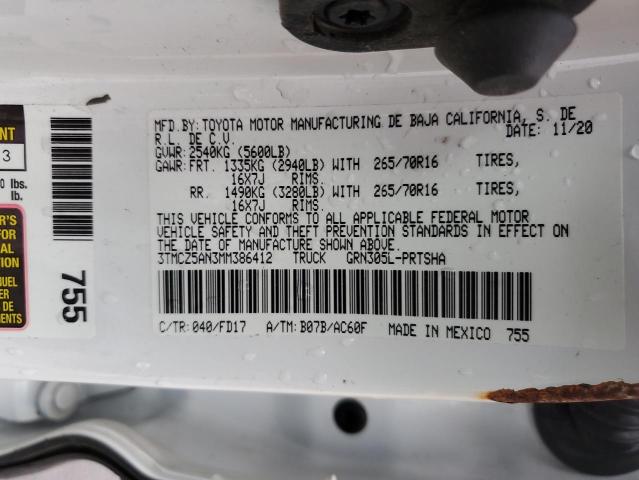 MFD.BY:TOYOTA MOTOR MANUFACTURING DE BAJA CALIFORNIA, S. DE
R.L. DE C.V. DATE: 11/20
GVWR:2540KG (5600LB)
GAWR:FRT. 1335KG (2940LB) WITH 265/70R16 TIRES,
16X7J RIMS.
RR. 1490KG (3280LB) WITH 265/70R16 TIRES,
16X7J RIMS.
THIS VEHICLE CONFORMS TO ALL APPLICABLE FEDERAL MOTOR
VEHICLE SAFETY AND THEFT PREVENTION STANDARDS IN EFFECT ON
THE DATE OF MANUFACTURE SHOWN ABOVE.
3TMCZ5AN3MM386412 TRUCK GRN305L-PRTSHA
C/TR:040/FD17 A/TM:B07B/AC60F MADE IN MEXICO 755
755
3
lbs.
lb.